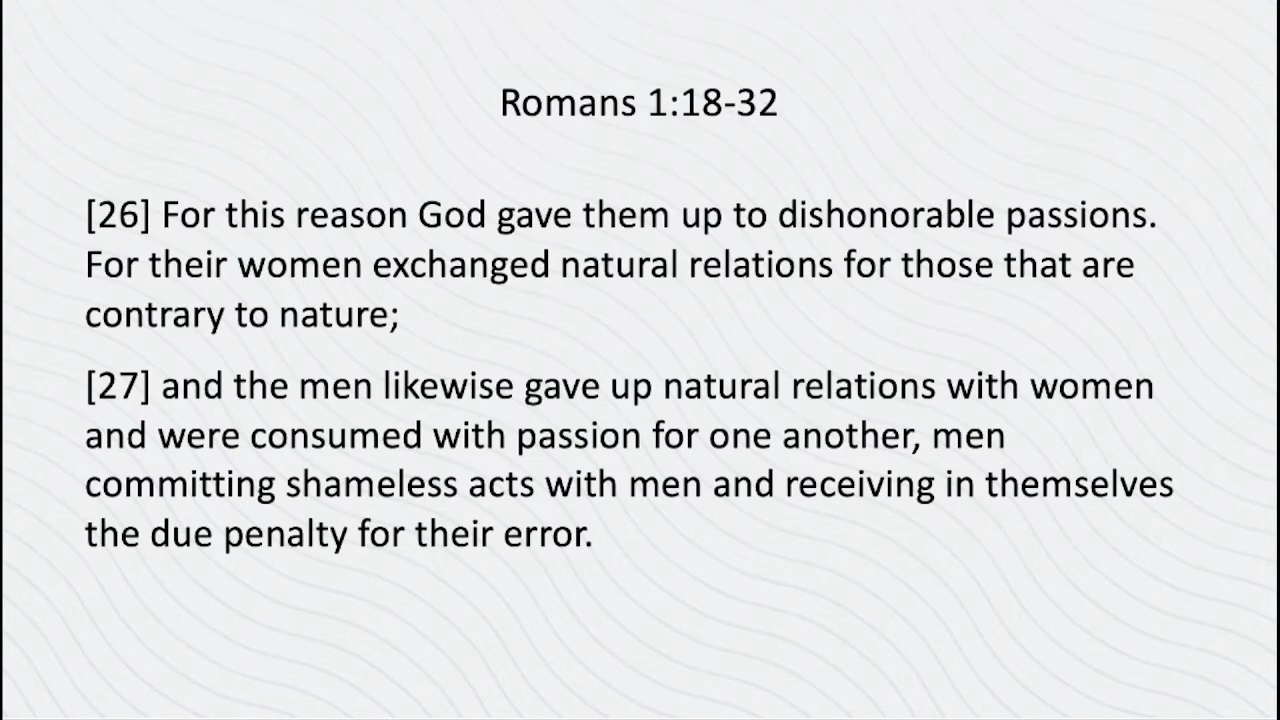 Romans 1:18-32
[26] For this reason God gave them up to dishonorable passions.
For their women exchanged natural relations for those that are
contrary to nature;
[27] and the men likewise gave up natural relations with women
and were consumed with passion for one another, men
committing shameless acts with men and receiving in themselves
the due penalty for their error.